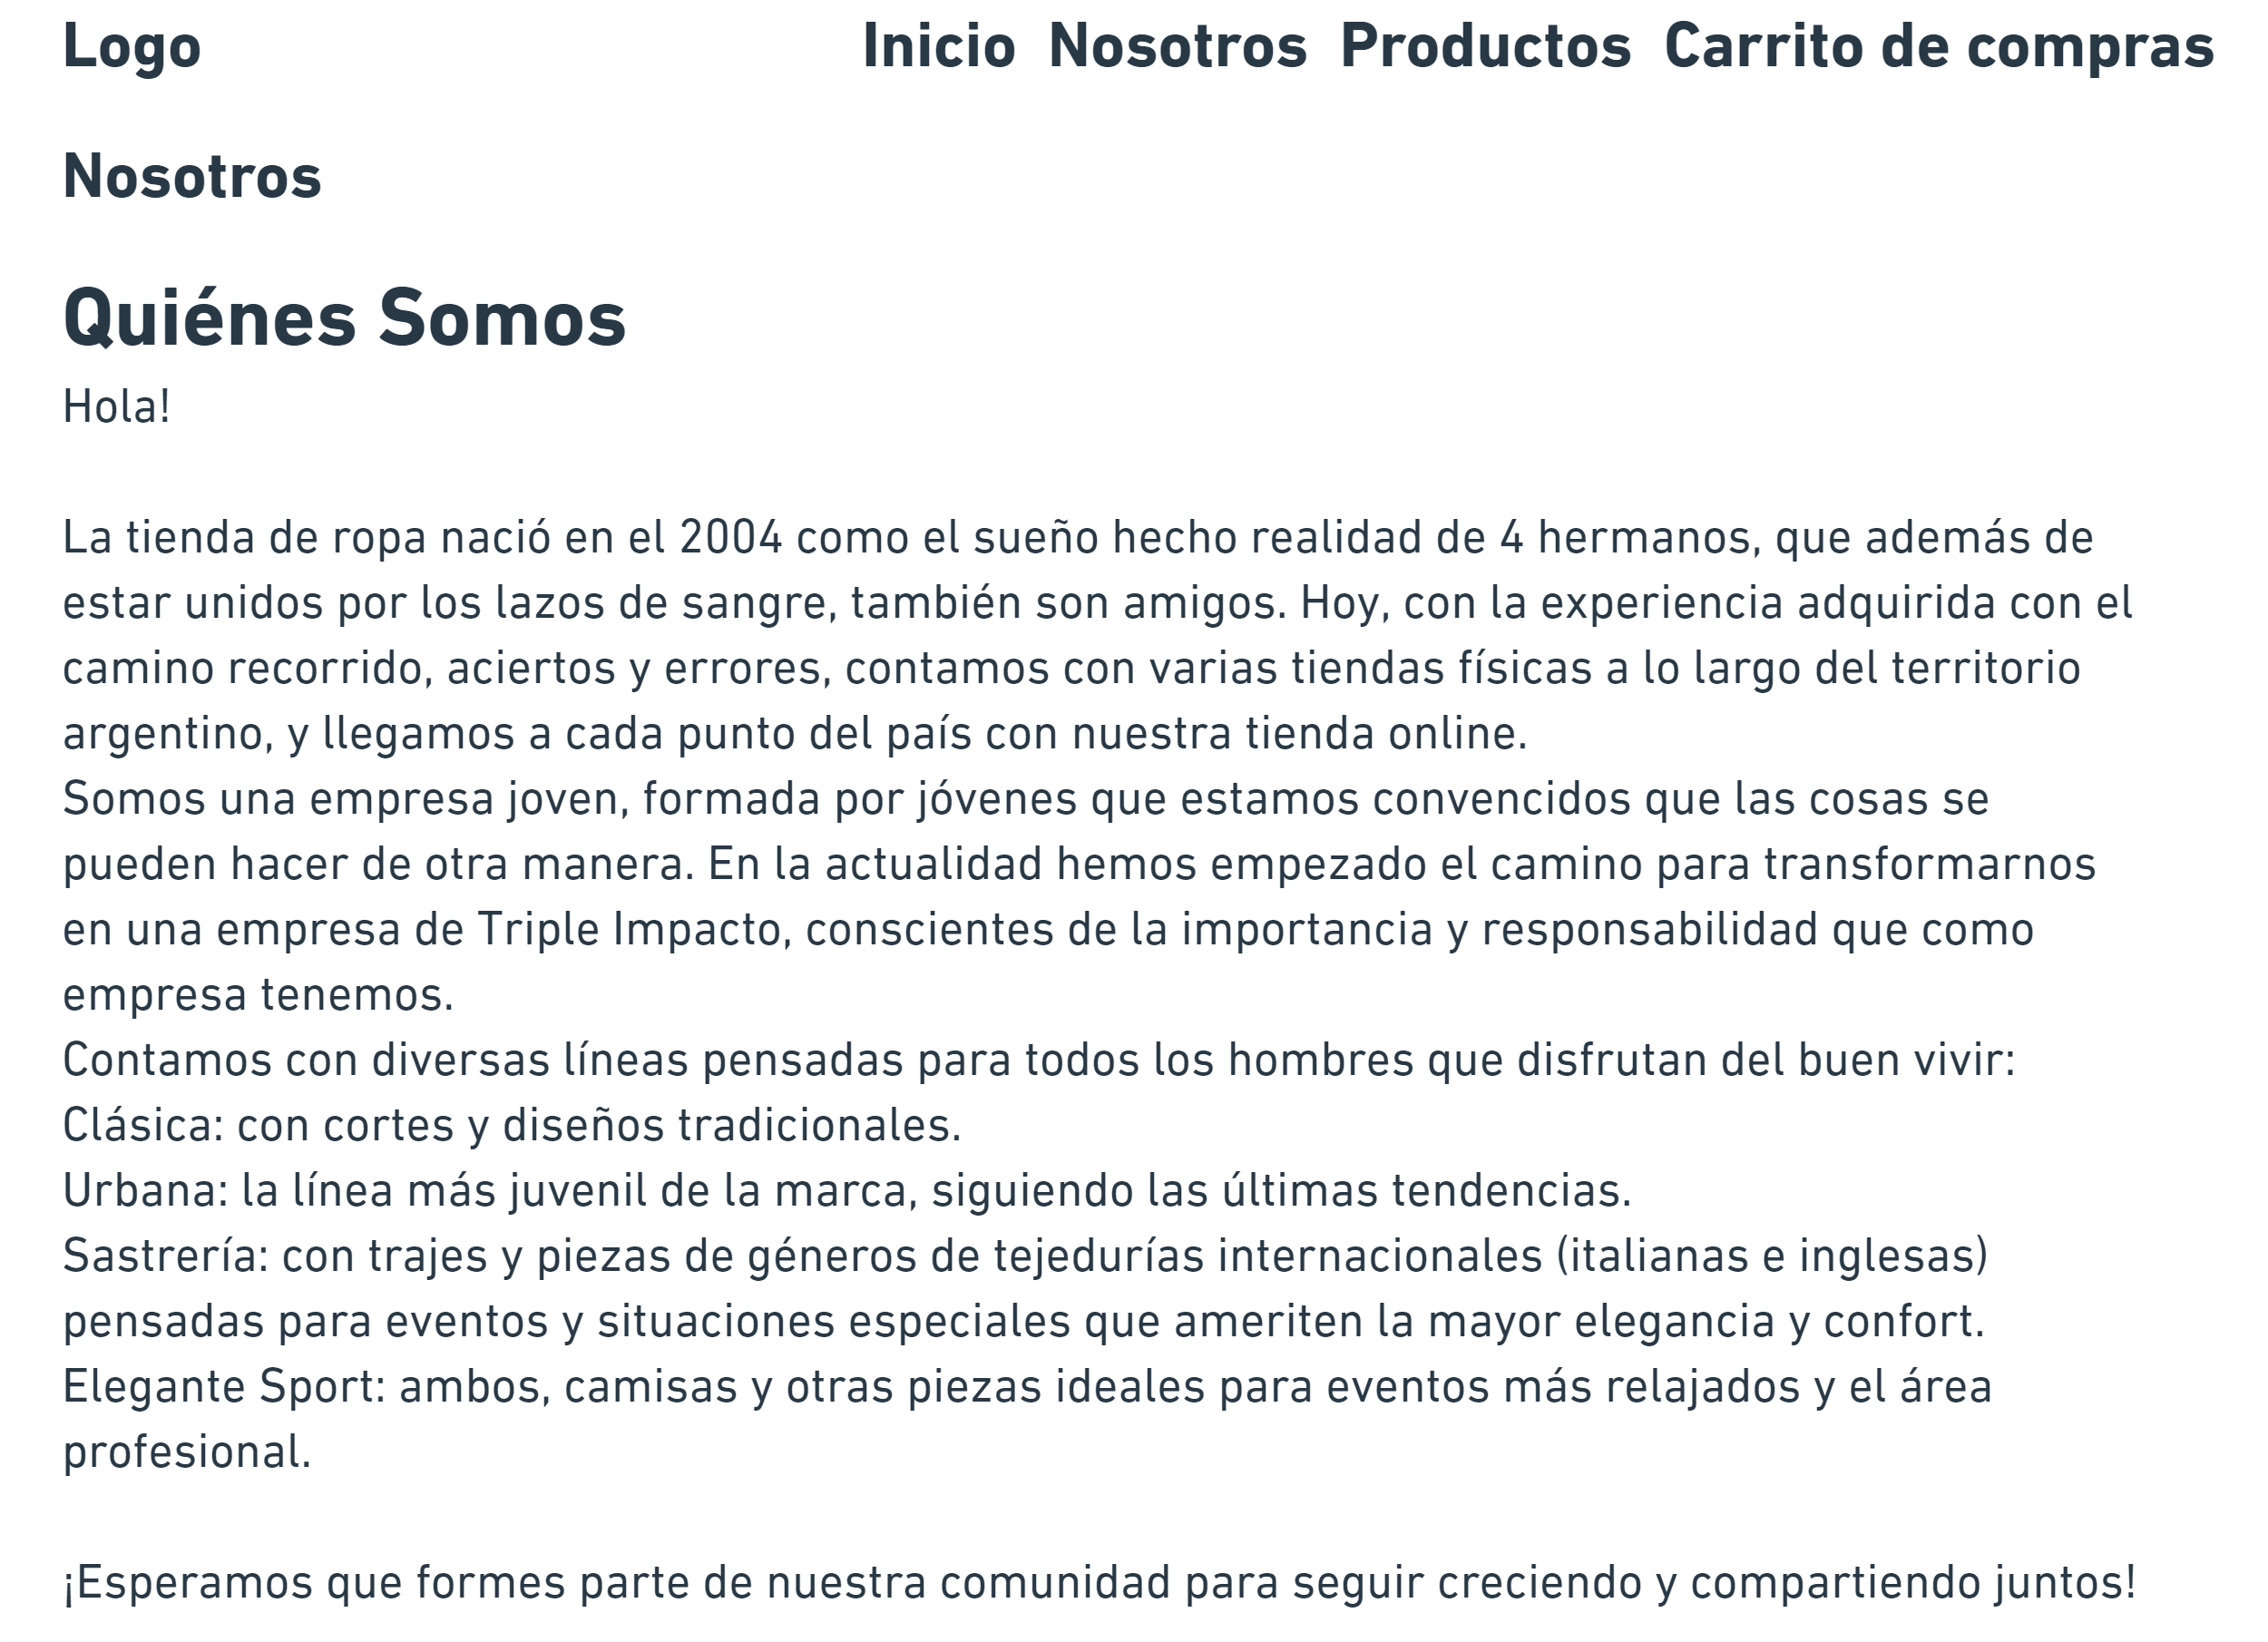 Logo
Inicio Nosotros Productos Carrito de compras
Nosotros
Quiénes Somos
Hola!
La tienda de ropa nació en el 2004 como el sueño hecho realidad de 4 hermanos, que además de
estar unidos por los lazos de sangre, también son amigos. Hoy, con la experiencia adquirida con el
camino recorrido, aciertos y errores, contamos con varias tiendas físicas a lo largo del territorio
argentino, y llegamos a cada punto del país con nuestra tienda online.
Somos una empresa joven, formada por jóvenes que estamos convencidos que las cosas se
pueden hacer de otra manera. En la actualidad hemos empezado el camino para transformarnos
en una empresa de Triple Impacto, conscientes de la importancia y responsabilidad que como
empresa tenemos.
Contamos con diversas líneas pensadas para todos los hombres que disfrutan del buen vivir:
Clásica: con cortes y diseños tradicionales.
Urbana: la línea más juvenil de la marca, siguiendo las últimas tendencias.
Sastrería: con trajes y piezas de géneros de tejedurías internacionales (italianas e inglesas)
pensadas para eventos y situaciones especiales que ameriten la mayor elegancia y confort.
Elegante Sport: ambos, camisas y otras piezas ideales para eventos más relajados y el área
profesional.
¡Esperamos que formes parte de nuestra comunidad para seguir creciendo y compartiendo juntos!